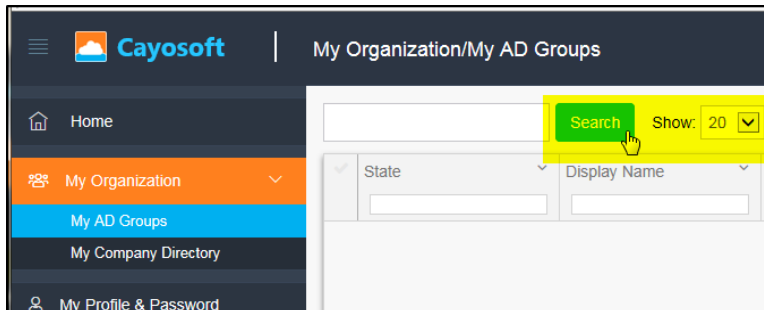 Cayosoft
My Organization/My AD Groups
Home
Search
Show: 20
My Organization
State
Display Name
My AD Groups
My Company Directory
My Profile & Password